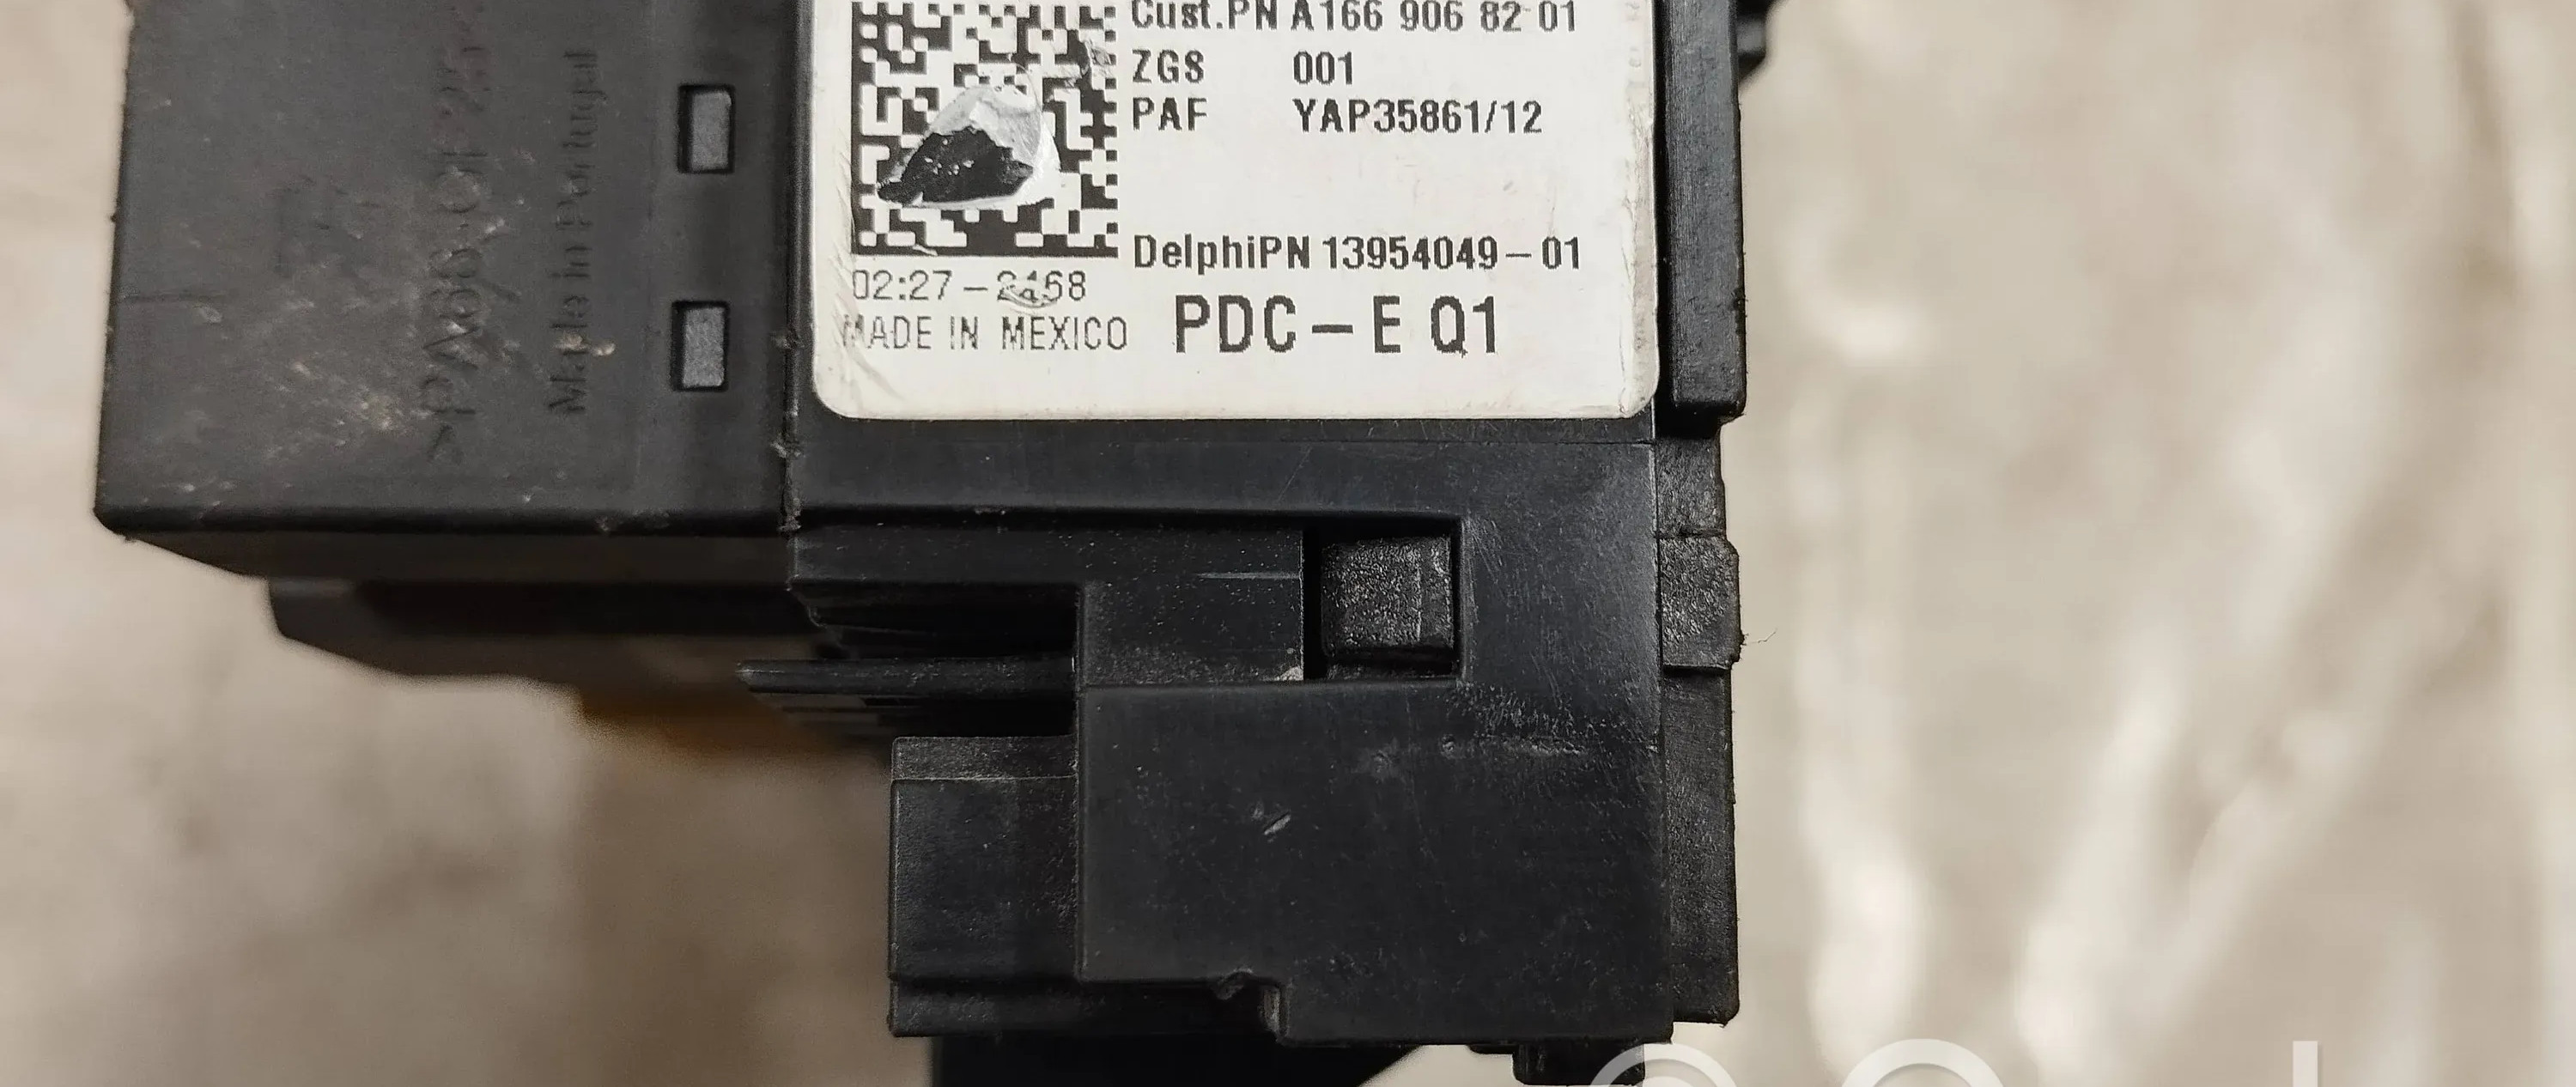 Cust.PN A166 906 82 01
ZGS 001
PAF YAP35861/12
DelphiPN 13954049-01
MADE IN MEXICO
PDC-E Q1
Made in Portugal